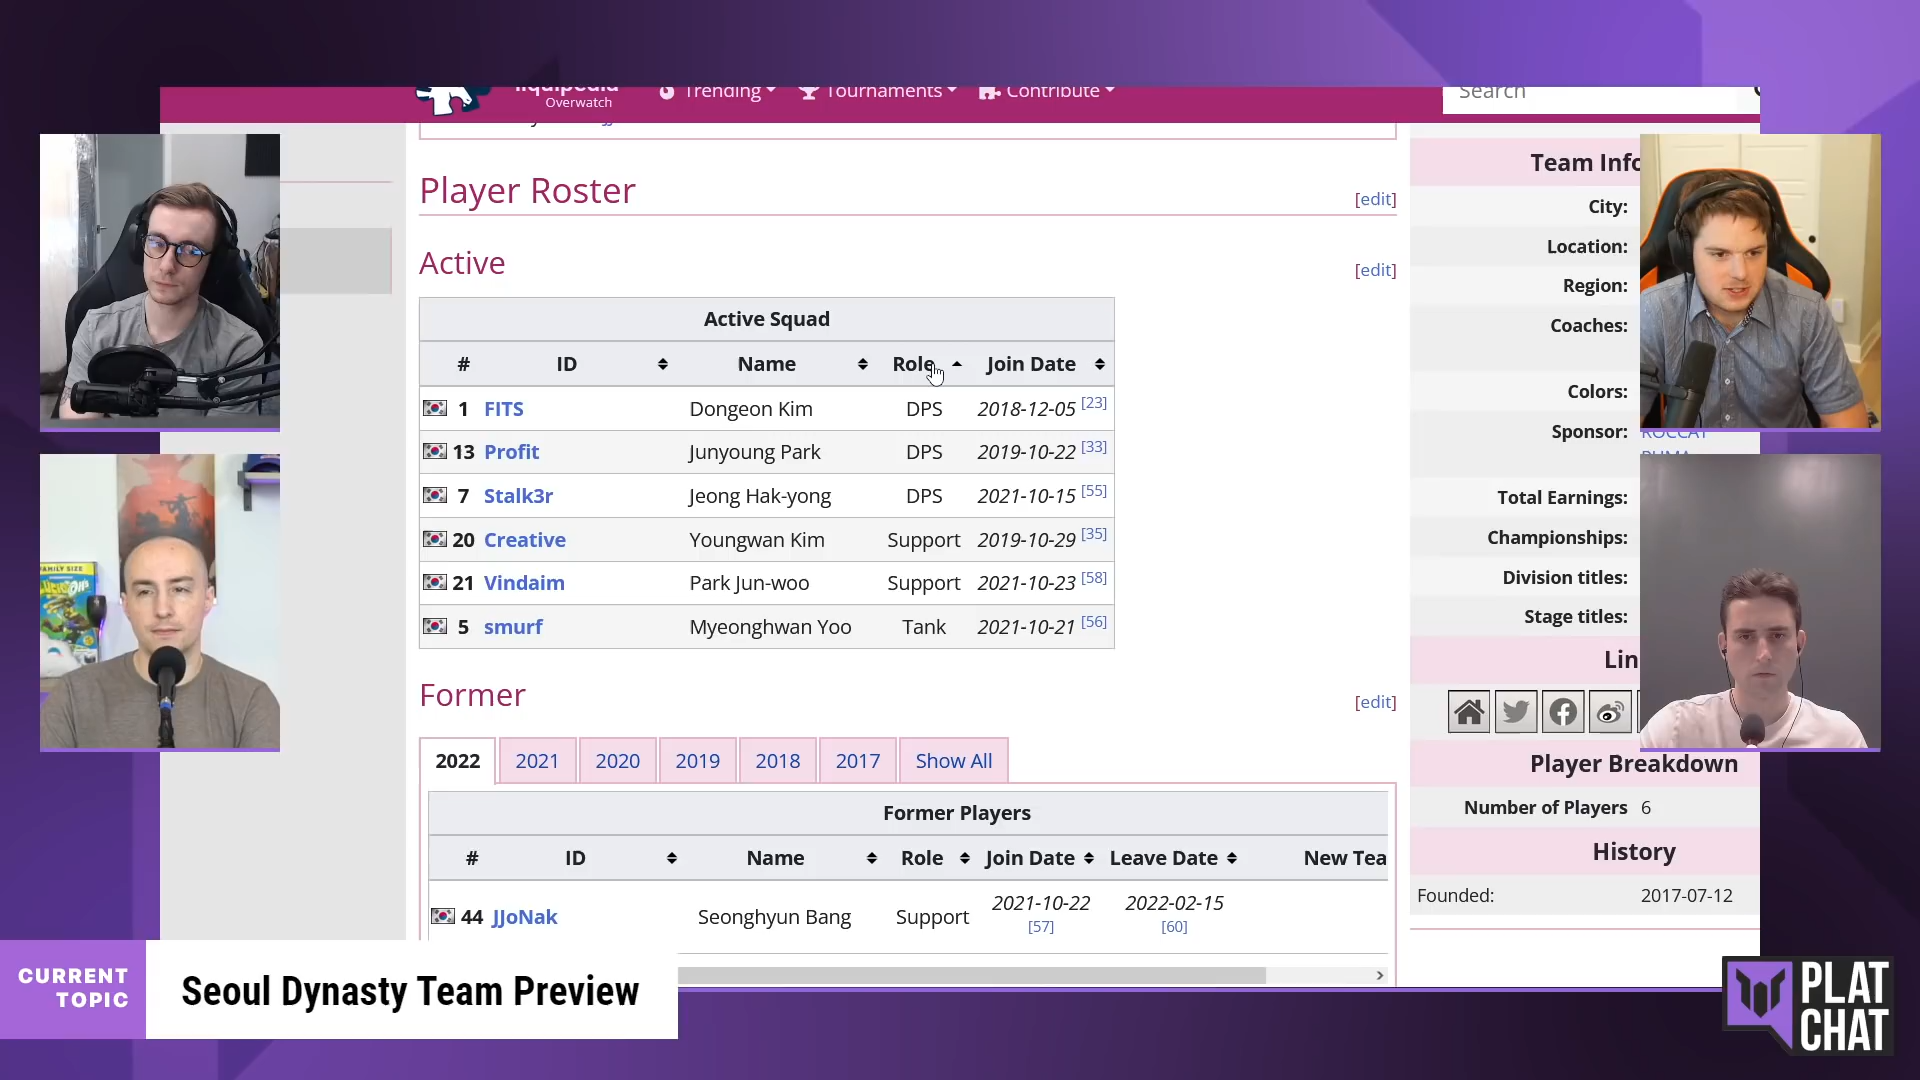 liquipedia
Overwatch
Trending
Tournaments
Contribute
Search
Player Roster
[edit]
Active
[edit]
Active Squad
# ID Name Role Join Date
1 FITS Dongeon Kim DPS 2018-12-05 [23]
13 Profit Junyoung Park DPS 2019-10-22 [33]
7 Stalk3r Jeong Hak-yong DPS 2021-10-15 [55]
20 Creative Youngwan Kim Support 2019-10-29 [35]
21 Vindaim Park Jun-woo Support 2021-10-23 [58]
5 smurf Myeonghwan Yoo Tank 2021-10-21 [56]
Former
[edit]
2022 2021 2020 2019 2018 2017 Show All
Former Players
# ID Name Role Join Date Leave Date New Tea
44 JJoNak Seonghyun Bang Support 2021-10-22 [57] 2022-02-15 [60]
Team Info
City:
Location:
Region:
Coaches:
Colors:
Sponsor: ROCCAT
PUMA
Total Earnings:
Championships:
Division titles:
Stage titles:
Lin
Player Breakdown
Number of Players 6
History
Founded: 2017-07-12
FAMILY SIZE
CURRENT
TOPIC
Seoul Dynasty Team Preview
PLAT
CHAT